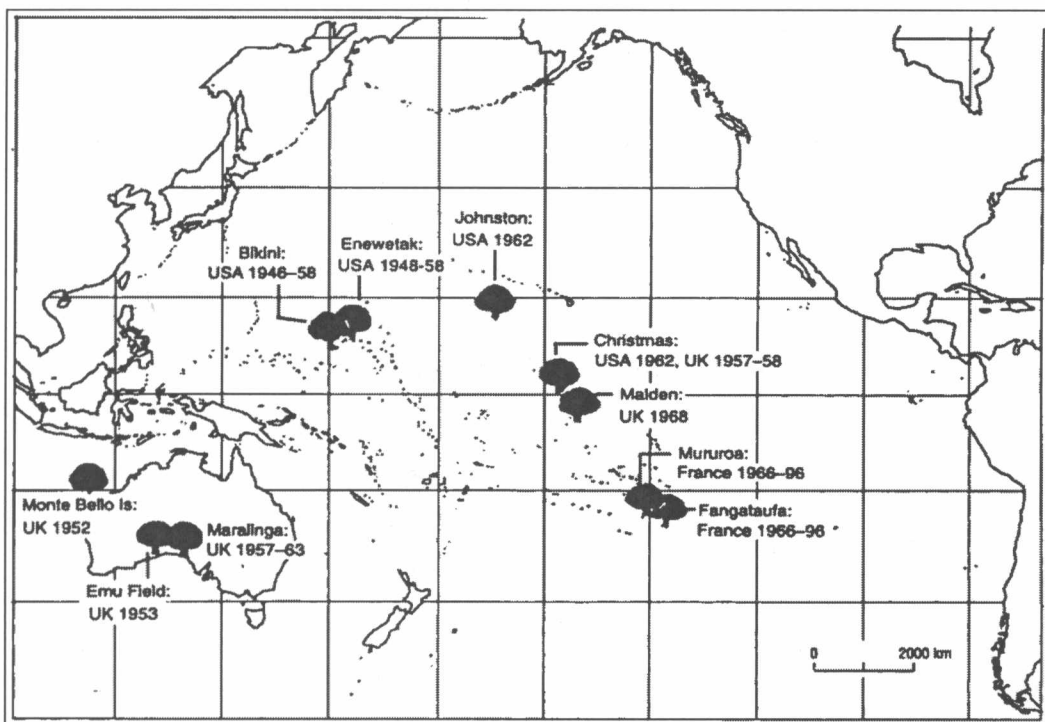 Johnston:
USA 1962
Enewetak:
USA 1948-58
Bikini:
USA 1946–58
Christmas:
USA 1962, UK 1957–58
Malden:
UK 1968
Mururoa:
France 1966–96
Fangataufa:
France 1966–96
Monte Bello Is:
UK 1952
Maralinga:
UK 1957–63
Emu Field:
UK 1953
0 2000 km